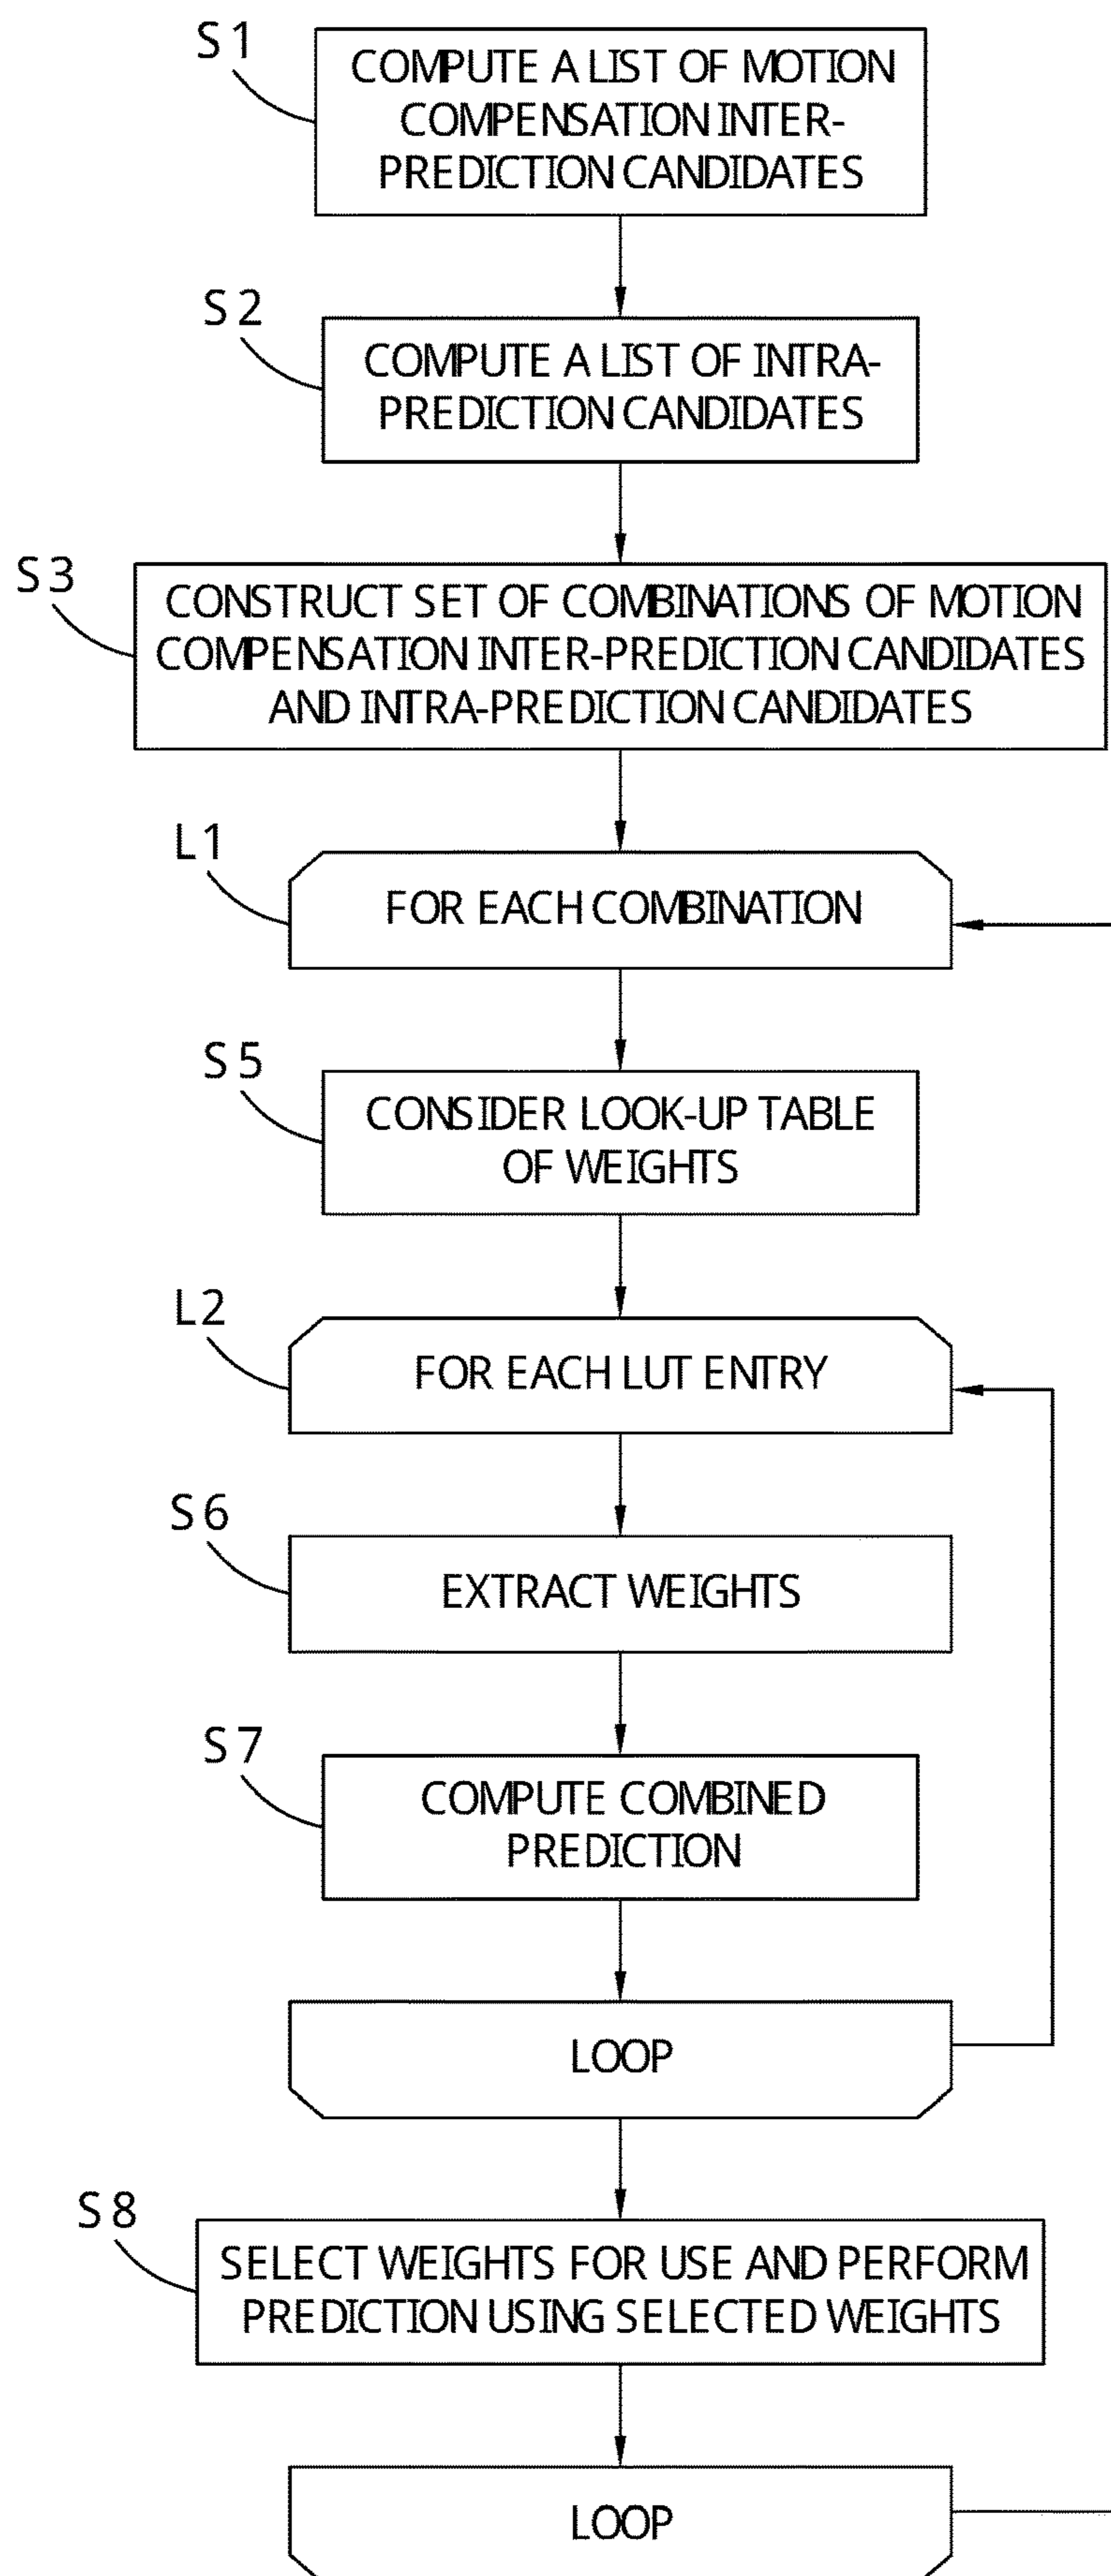 S1
COMPUTE A LIST OF MOTION
COMPENSATION INTER-
PREDICTION CANDIDATES
S2
COMPUTE A LIST OF INTRA-
PREDICTION CANDIDATES
S3
CONSTRUCT SET OF COMBINATIONS OF MOTION
COMPENSATION INTER-PREDICTION CANDIDATES
AND INTRA-PREDICTION CANDIDATES
L1
FOR EACH COMBINATION
S5
CONSIDER LOOK-UP TABLE
OF WEIGHTS
L2
FOR EACH LUT ENTRY
S6
EXTRACT WEIGHTS
S7
COMPUTE COMBINED
PREDICTION
LOOP
S8
SELECT WEIGHTS FOR USE AND PERFORM
PREDICTION USING SELECTED WEIGHTS
LOOP